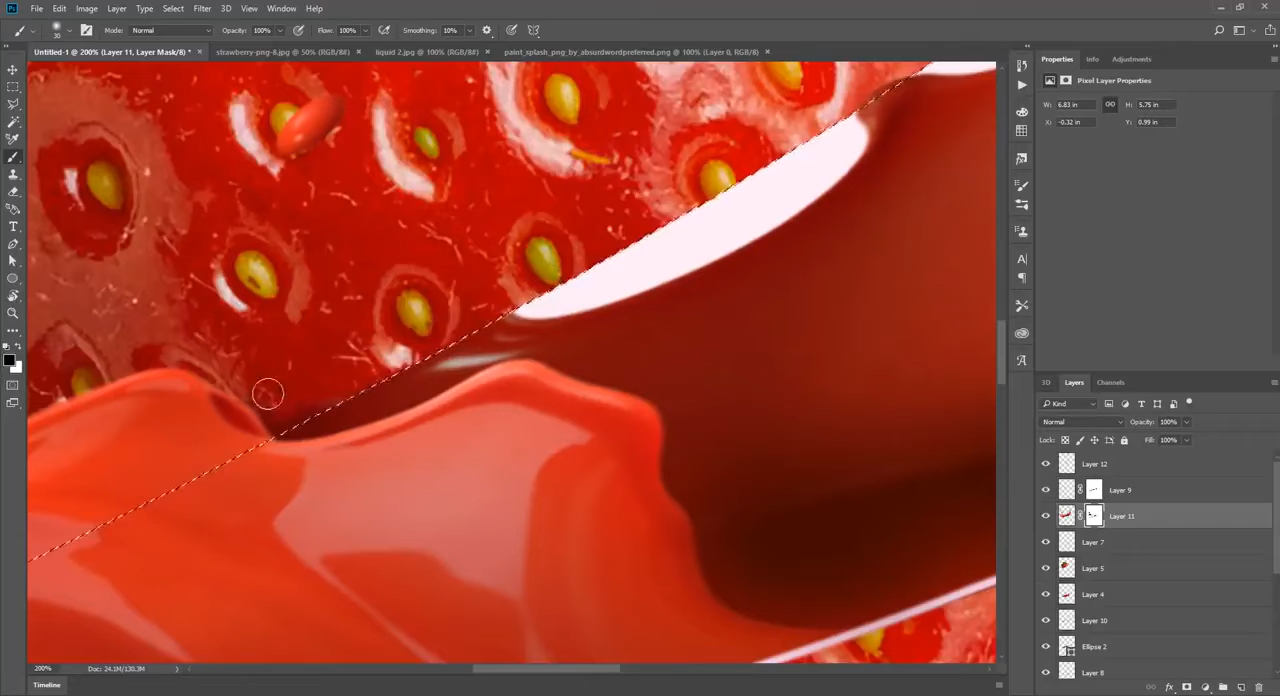 Ps File Edit Image Layer Type Select Filter 3D View Window Help
30 Mode: Normal Opacity: 100% Flow: 100% Smoothing: 10%
Untitled-1 @ 200% (Layer 11, Layer Mask/8) * × strawberry-png-8.jpg @ 50% (RGB/8#) × liquid 2.jpg @ 100% (RGB/8#) × paint_splash_png_by_absurdwordpreferred.png @ 100% (Layer 0, RGB/8) ×
Properties Info Adjustments
Pixel Layer Properties
W: 6.83 in H: 5.75 in
X: -0.32 in Y: 0.99 in
3D Layers Channels
Kind
Normal Opacity: 100%
Lock: Fill: 100%
Layer 12
Layer 9
Layer 11
Layer 7
Layer 5
Layer 4
Layer 10
Ellipse 2
Layer 8
200% Doc: 24.1M/130.3M
Timeline